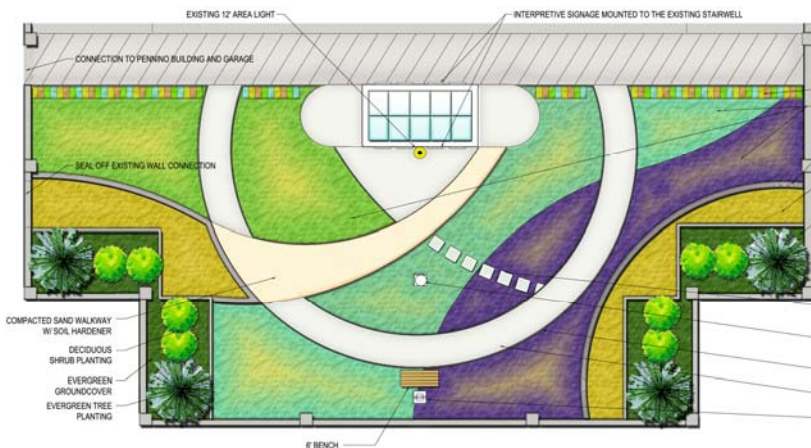 EXISTING 12' AREA LIGHT
INTERPRETIVE SIGNAGE MOUNTED TO THE EXISTING STAIRWELL
CONNECTION TO PENNINO BUILDING AND GARAGE
SEAL OFF EXISTING WALL CONNECTION
COMPACTED SAND WALKWAY
W/ SOIL HARDENER
DECIDUOUS
SHRUB PLANTING
EVERGREEN
GROUNDCOVER
EVERGREEN TREE
PLANTING
6' BENCH